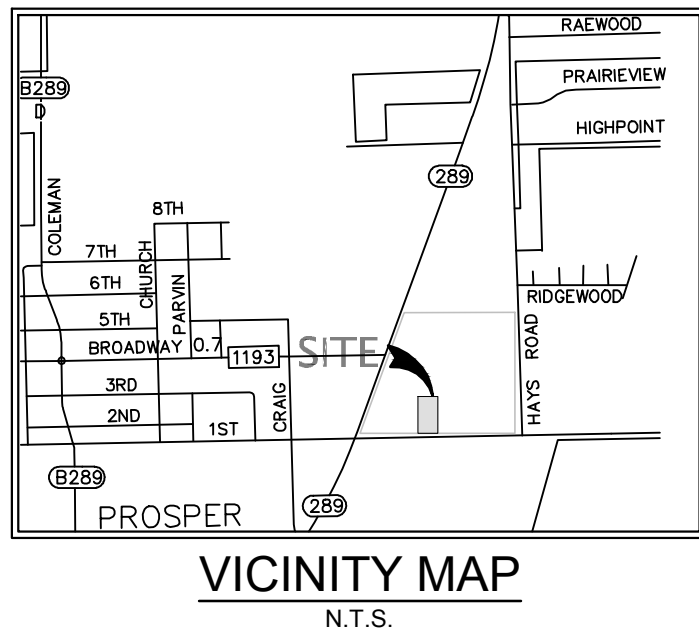 RAEWOOD
PRAIRIEVIEW
B289
D
HIGHPOINT
289
COLEMAN
8TH
7TH
CHURCH
6TH
PARVIN
RIDGEWOOD
5TH
HAYS ROAD
BROADWAY 0.7
1193
SITE
3RD
CRAIG
2ND
1ST
B289
289
PROSPER
VICINITY MAP
N.T.S.